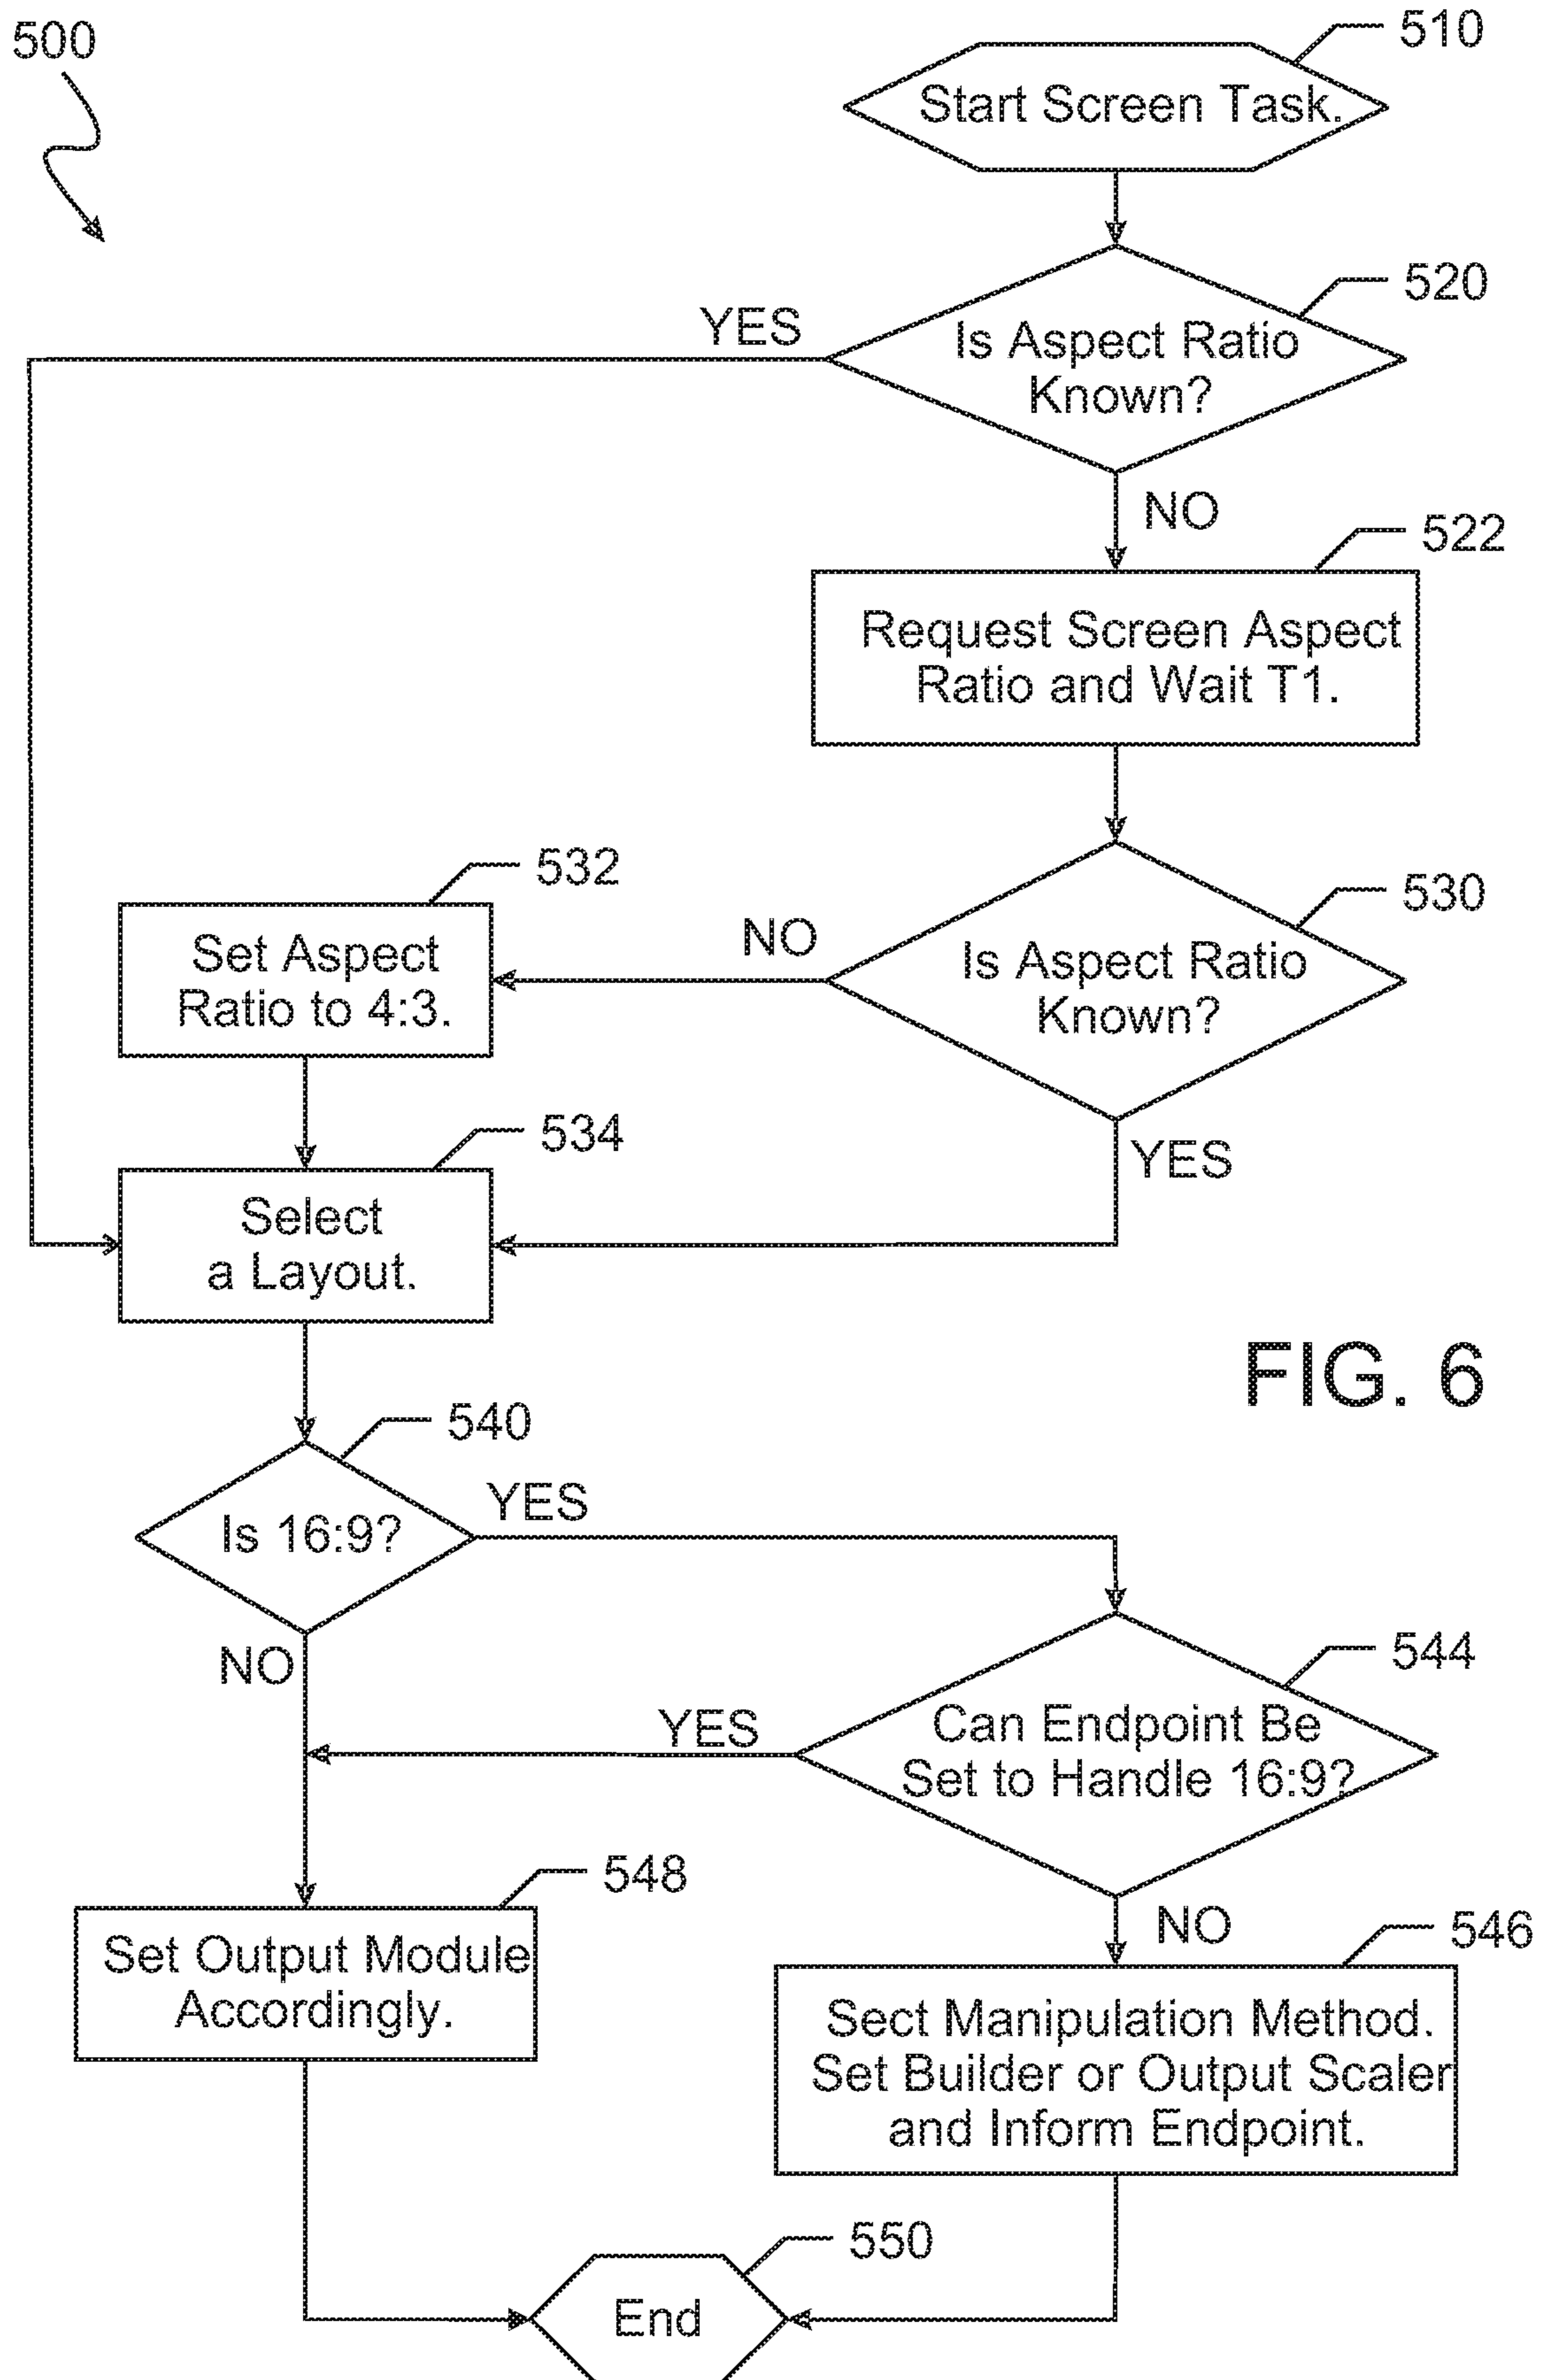 500
510
Start Screen Task.
520
YES
Is Aspect Ratio
Known?
NO
522
Request Screen Aspect
Ratio and Wait T1.
532
530
NO
Set Aspect
Ratio to 4:3.
Is Aspect Ratio
Known?
534
YES
Select
a Layout.
FIG. 6
540
YES
Is 16:9?
NO
544
YES
Can Endpoint Be
Set to Handle 16:9?
548
NO
546
Set Output Module
Accordingly.
Sect Manipulation Method.
Set Builder or Output Scaler
and Inform Endpoint.
550
End